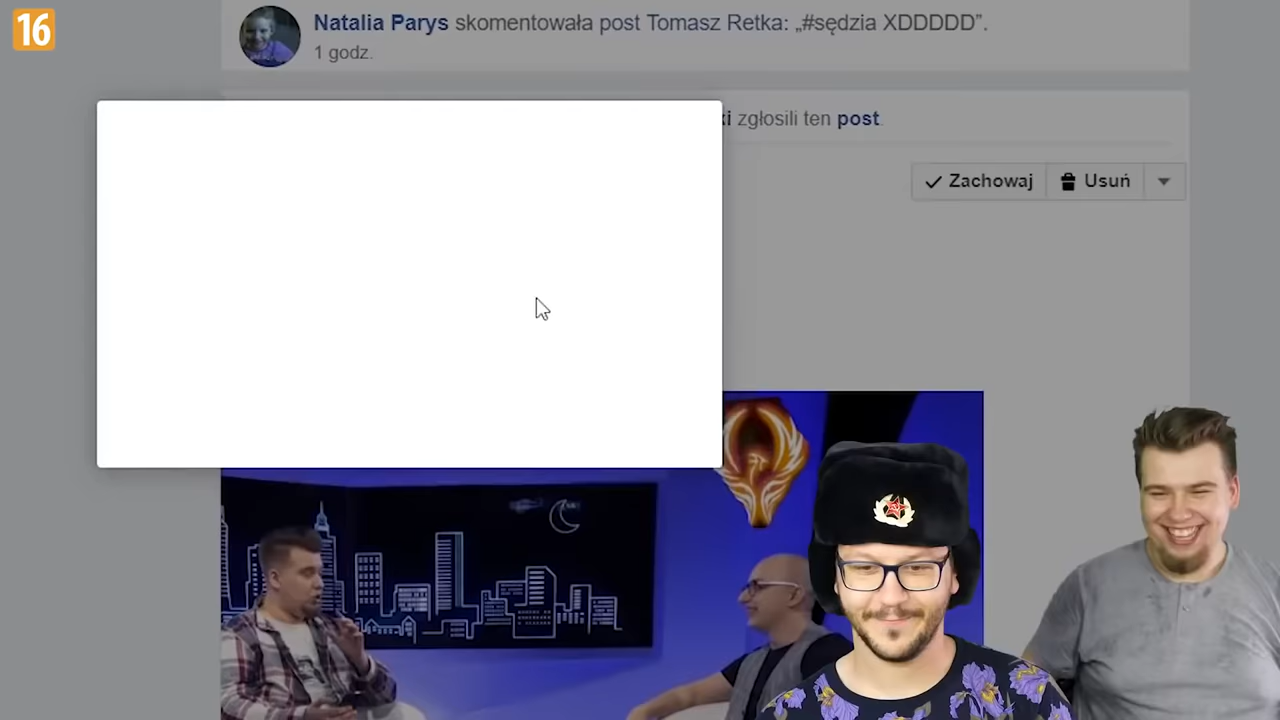 16
Natalia Parys skomentowała post Tomasz Retka: „#sędzia XDDDDD”.
1 godz.
zgłosili ten post.
Zachowaj
Usuń